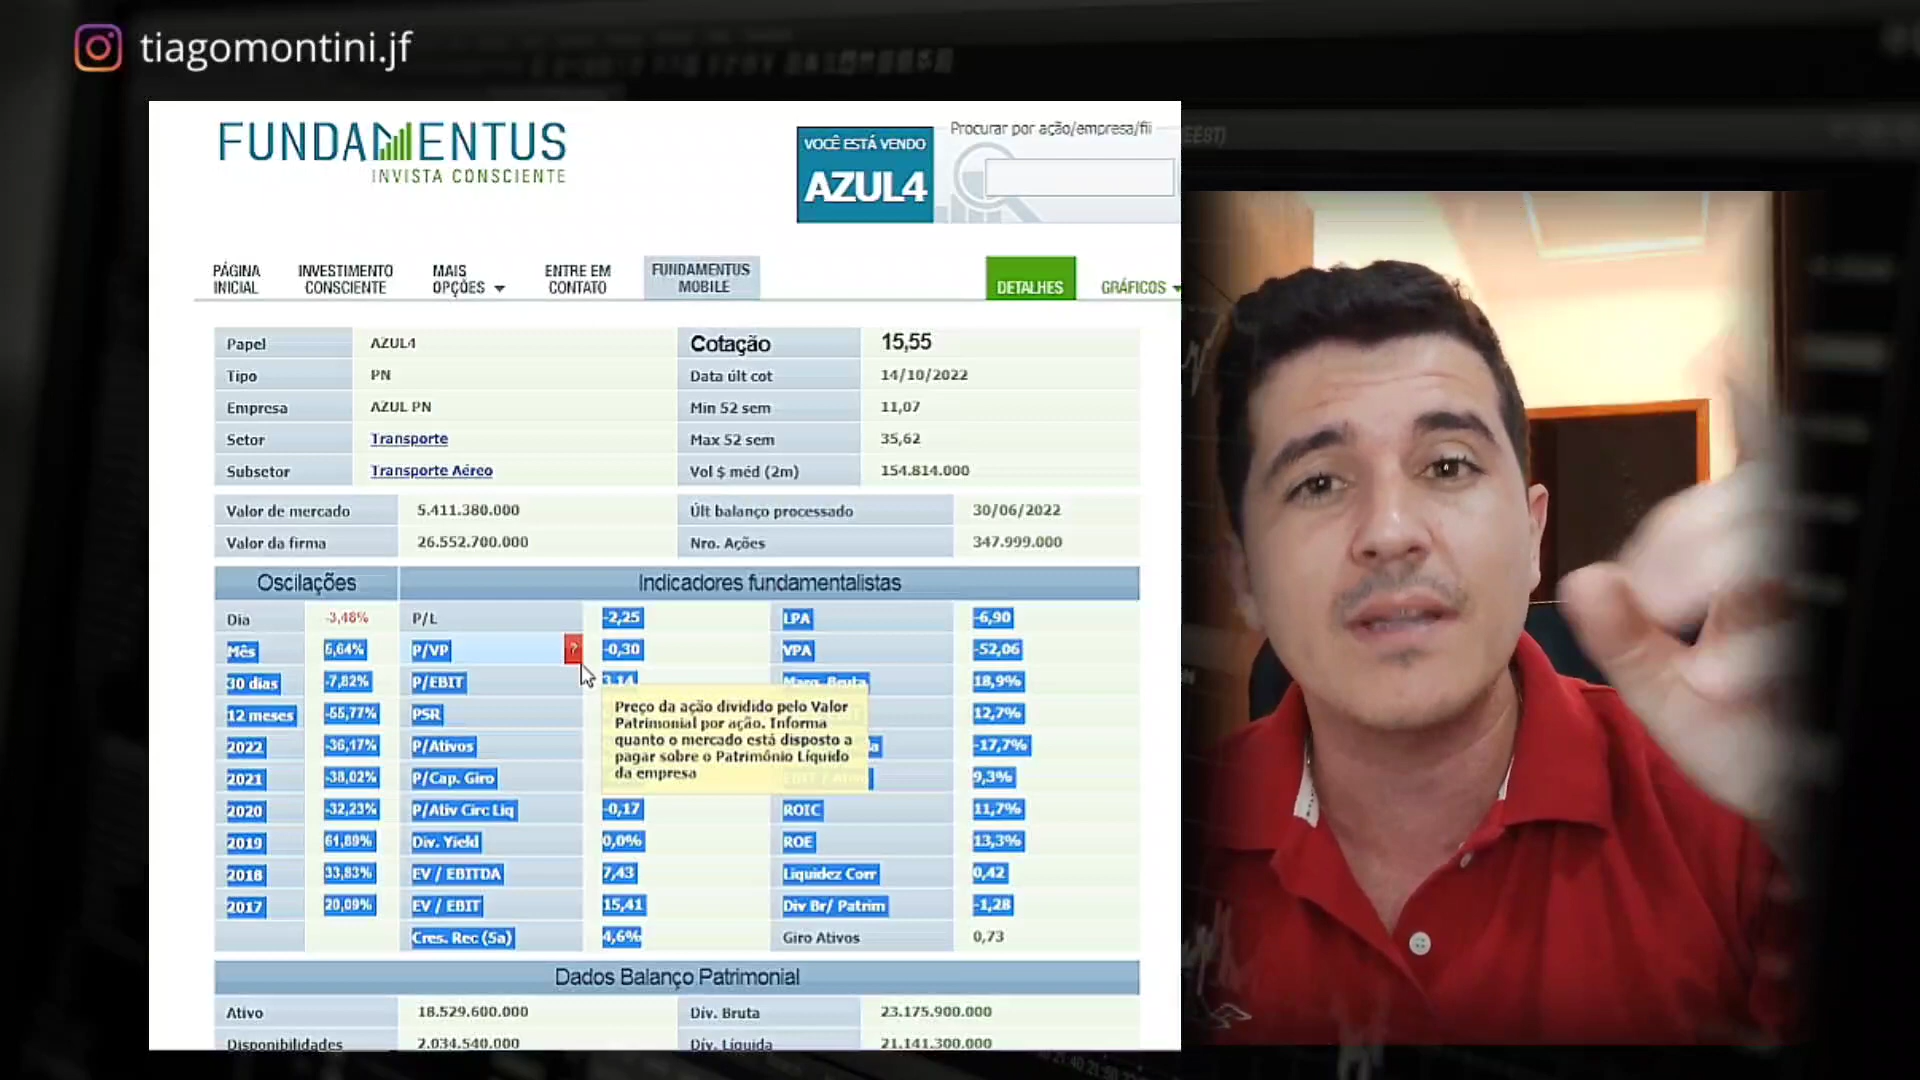 tiagomontini.jf
FUNDAMENTUS
INVISTA CONSCIENTE
VOCÊ ESTÁ VENDO
AZUL4
Procurar por ação/empresa/fii
PÁGINA INICIAL
INVESTIMENTO CONSCIENTE
MAIS OPÇÕES
ENTRE EM CONTATO
FUNDAMENTUS MOBILE
DETALHES
GRÁFICOS
Papel AZUL4 Cotação 15,55
Tipo PN Data últ cot 14/10/2022
Empresa AZUL PN Min 52 sem 11,07
Setor Transporte Max 52 sem 35,62
Subsetor Transporte Aéreo Vol $ méd (2m) 154.814.000
Valor de mercado 5.411.380.000 Últ balanço processado 30/06/2022
Valor da firma 26.552.700.000 Nro. Ações 347.999.000
Oscilações Indicadores fundamentalistas
Dia -3,48% P/L -2,25 LPA -6,90
Mês 6,64% P/VP ? -0,30 VPA -52,06
30 dias -7,82% P/EBIT 3,14 Marg. Bruta 18,9%
12 meses -55,77% PSR 12,7%
2022 -36,17% P/Ativos -17,7%
2021 -38,02% P/Cap. Giro 9,3%
Preço da ação dividido pelo Valor
Patrimonial por ação. Informa
quanto o mercado está disposto a
pagar sobre o Patrimônio Líquido
da empresa
2020 -32,23% P/Ativ Circ Liq -0,17 ROIC 11,7%
2019 61,89% Div. Yield 0,0% ROE 13,3%
2018 33,83% EV / EBITDA 7,43 Liquidez Corr 0,42
2017 20,09% EV / EBIT 15,41 Div Br/ Patrim -1,28
Cres. Rec (5a) 4,6% Giro Ativos 0,73
Dados Balanço Patrimonial
Ativo 18.529.600.000 Dív. Bruta 23.175.900.000
Disponibilidades 2.034.540.000 Dív. Líquida 21.141.300.000